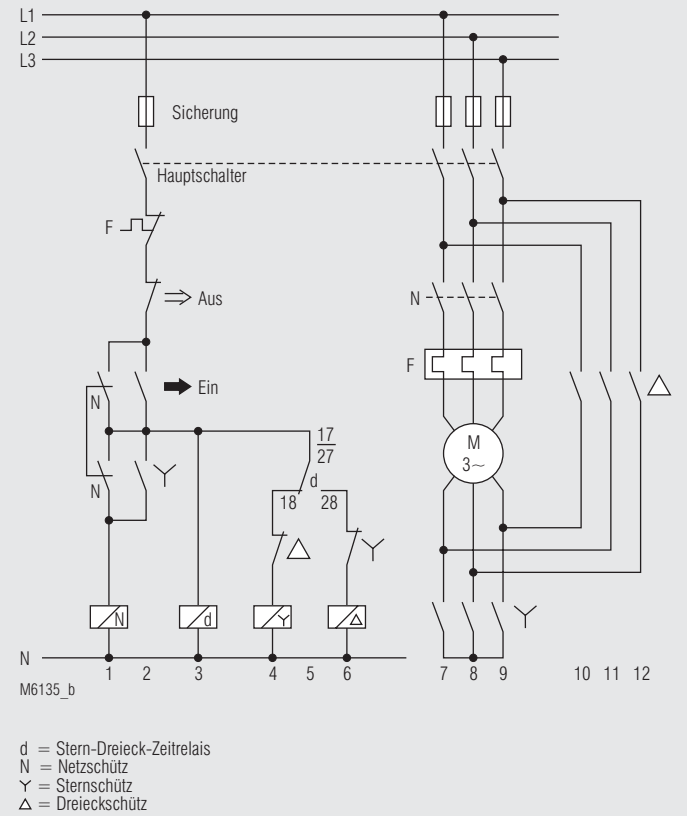 L1
L2
L3
Sicherung
Hauptschalter
F
Aus
N
F
Ein
N
17
27
M
3~
N
d
18 28
N
d
N
1 2 3 4 5 6 7 8 9 10 11 12
M6135_b
d = Stern-Dreieck-Zeitrelais
N = Netzschütz
Y = Sternschütz
△ = Dreieckschütz